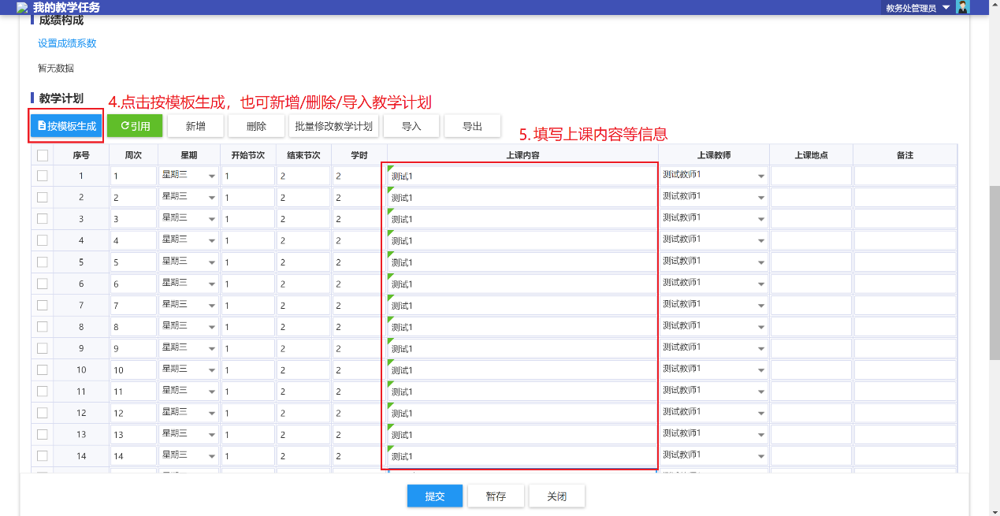 我的教学任务 教务处管理员
成绩构成
设置成绩系数
暂无数据
教学计划
4.点击按模板生成，也可新增/删除/导入教学计划
按模板生成 引用 新增 删除 批量修改教学计划 导入 导出
5.填写上课内容等信息
序号 周次 星期 开始节次 结束节次 学时 上课内容 上课教师 上课地点 备注
1 1 星期三 1 2 2 测试1 测试教师1
2 2 星期三 1 2 2 测试1 测试教师1
3 3 星期三 1 2 2 测试1 测试教师1
4 4 星期三 1 2 2 测试1 测试教师1
5 5 星期三 1 2 2 测试1 测试教师1
6 6 星期三 1 2 2 测试1 测试教师1
7 7 星期三 1 2 2 测试1 测试教师1
8 8 星期三 1 2 2 测试1 测试教师1
9 9 星期三 1 2 2 测试1 测试教师1
10 10 星期三 1 2 2 测试1 测试教师1
11 11 星期三 1 2 2 测试1 测试教师1
12 12 星期三 1 2 2 测试1 测试教师1
13 13 星期三 1 2 2 测试1 测试教师1
14 14 星期三 1 2 2 测试1 测试教师1
提交 暂存 关闭